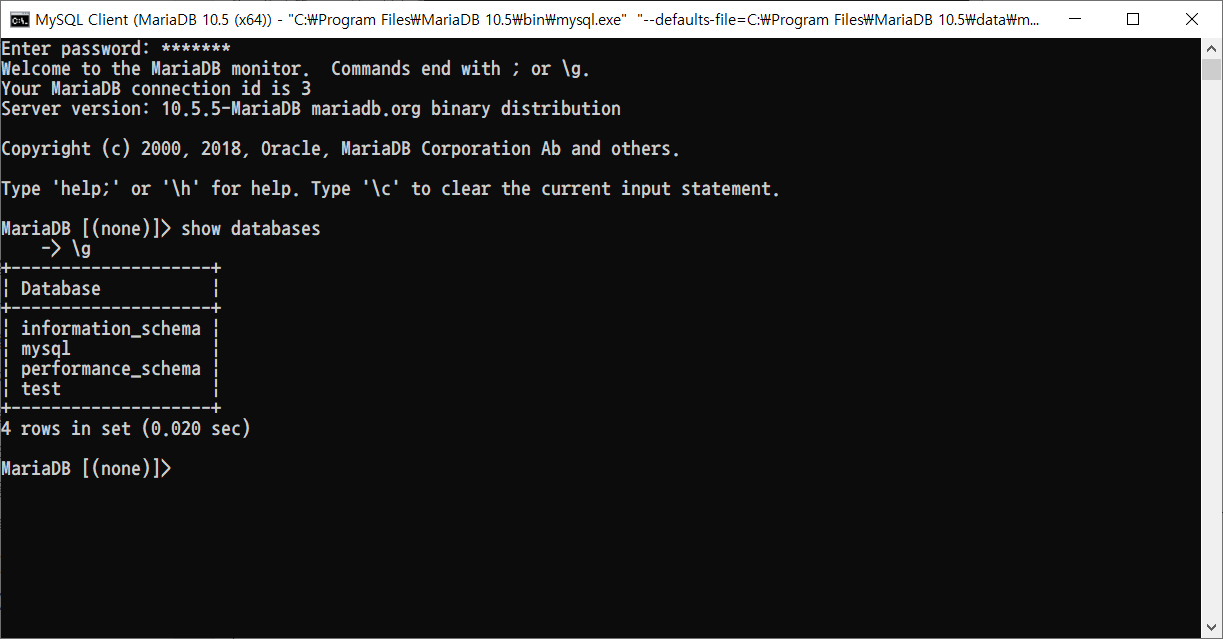 MySQL Client (MariaDB 10.5 (x64)) - "C:₩Program Files₩MariaDB 10.5₩bin₩mysql.exe"  "--defaults-file=C:₩Program Files₩MariaDB 10.5₩data₩m...
Enter password: *******
Welcome to the MariaDB monitor.  Commands end with ; or \g.
Your MariaDB connection id is 3
Server version: 10.5.5-MariaDB mariadb.org binary distribution
Copyright (c) 2000, 2018, Oracle, MariaDB Corporation Ab and others.
Type 'help;' or '\h' for help. Type '\c' to clear the current input statement.
MariaDB [(none)]> show databases
    -> \g
+--------------------+
| Database           |
+--------------------+
| information_schema |
| mysql              |
| performance_schema |
| test               |
+--------------------+
4 rows in set (0.020 sec)
MariaDB [(none)]>